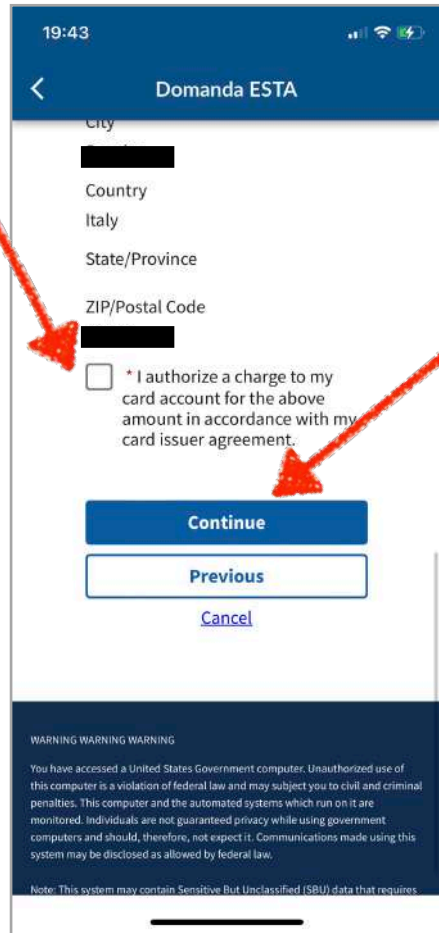 19:43
Domanda ESTA
City
Country
Italy
State/Province
ZIP/Postal Code
* I authorize a charge to my
card account for the above
amount in accordance with my
card issuer agreement.
Continue
Previous
Cancel
WARNING WARNING WARNING
You have accessed a United States Government computer. Unauthorized use of
this computer is a violation of federal law and may subject you to civil and criminal
penalties. This computer and the automated systems which run on it are
monitored. Individuals are not guaranteed privacy while using government
computers and should, therefore, not expect it. Communications made using this
system may be disclosed as allowed by federal law.
Note: This system may contain Sensitive But Unclassified (SBU) data that requires